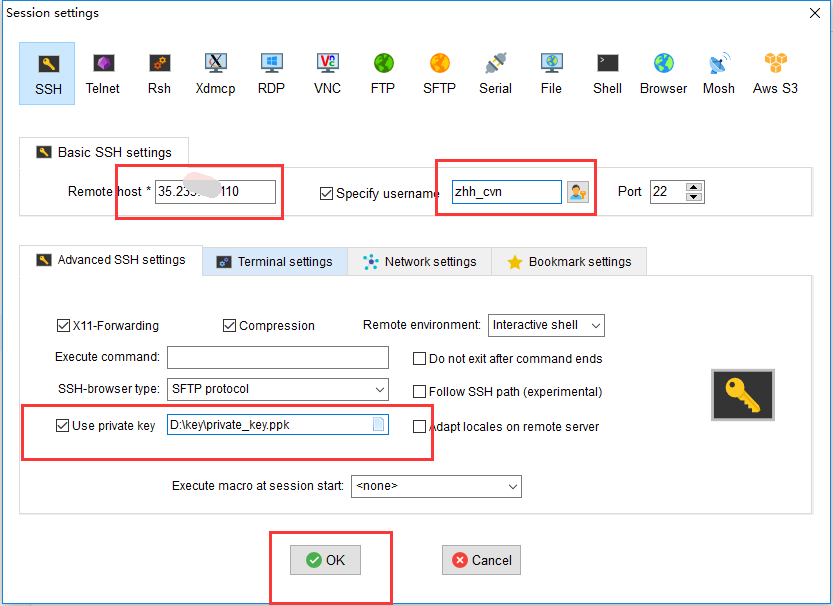 Session settings
SSH Telnet Rsh Xdmcp RDP VNC FTP SFTP Serial File Shell Browser Mosh Aws S3
Basic SSH settings
Remote host * 35.23 110 Specify username zhh_cvn Port 22
Advanced SSH settings Terminal settings Network settings Bookmark settings
X11-Forwarding Compression Remote environment: Interactive shell
Execute command: Do not exit after command ends
SSH-browser type: SFTP protocol Follow SSH path (experimental)
Use private key D:\key\private_key.ppk Adapt locales on remote server
Execute macro at session start: <none>
OK Cancel